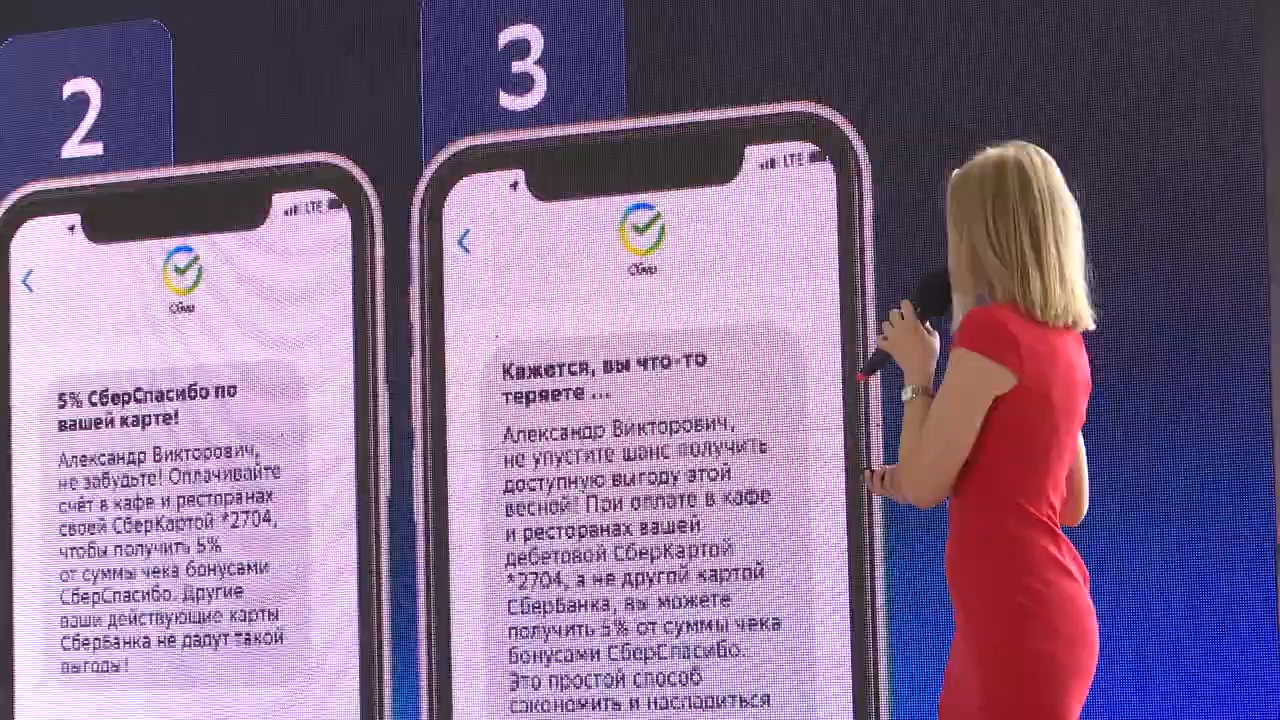 2
LTE
Сбер
5% СберСпасибо по
вашей карте!
Александр Викторович,
не забудьте! Оплачивайте
счёт в кафе и ресторанах
своей СберКартой *2704,
чтобы получить 5%
от суммы чека бонусами
СберСпасибо. Другие
ваши действующие карты
СберБанка не дадут такой
выгоды!
3
LTE
Сбер
Кажется, вы что-то
теряете ...
Александр Викторович,
не упустите шанс получить
доступную выгоду этой
весной! При оплате в кафе
и ресторанах вашей
дебетовой СберКартой
*2704, а не другой картой
СберБанка, вы можете
получить 5% от суммы чека
бонусами СберСпасибо.
Это простой способ
сэкономить и насладиться